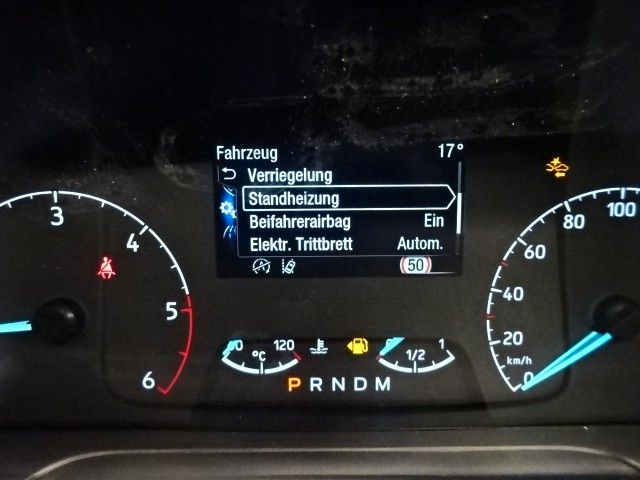 Fahrzeug 17°
Verriegelung
Standheizung
Beifahrerairbag Ein
Elektr. Trittbrett Autom.
50
3
4
5
6
100
80
60
40
20
0
km/h
120
°C
1/2
1
P R N D M